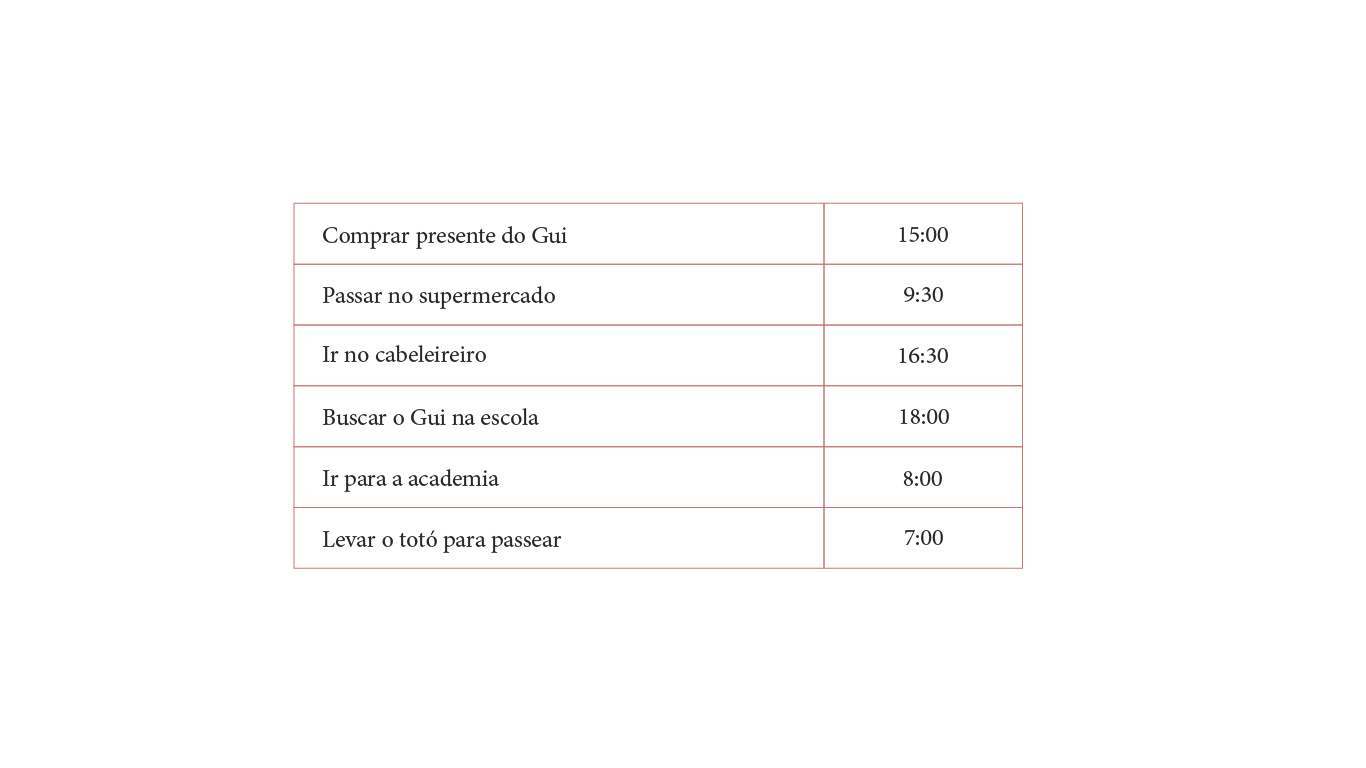 Comprar presente do Gui 15:00
Passar no supermercado 9:30
Ir no cabeleireiro 16:30
Buscar o Gui na escola 18:00
Ir para a academia 8:00
Levar o totó para passear 7:00